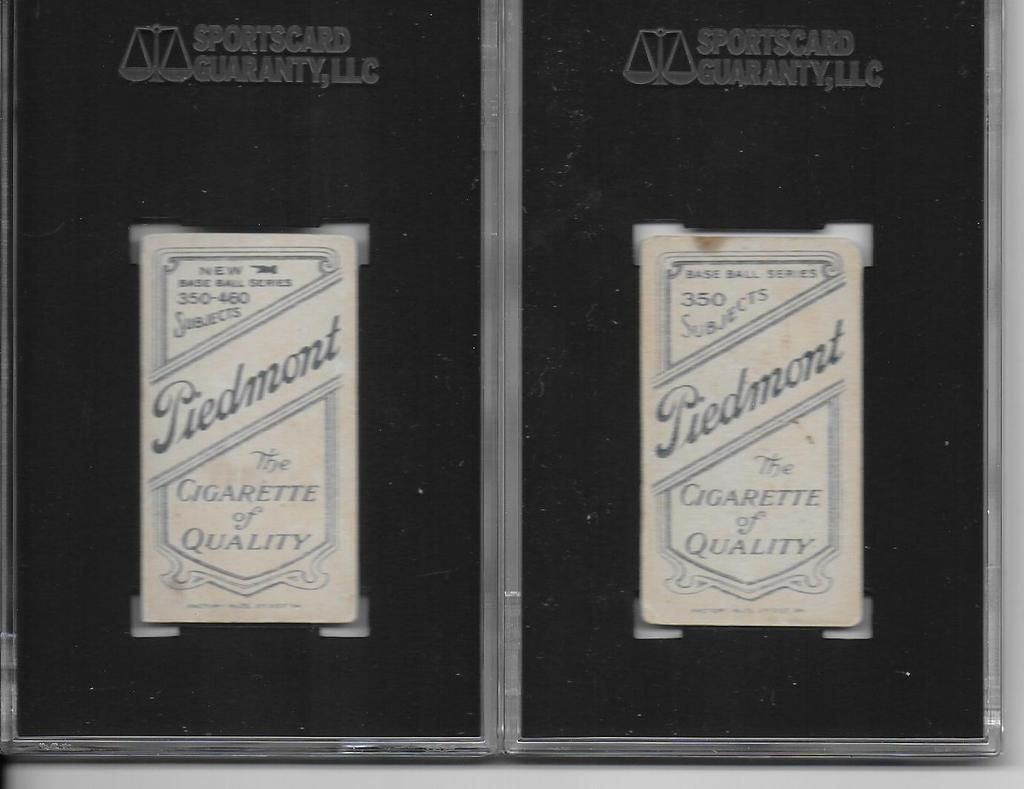 SPORTSCARD
GUARANTY, LLC
NEW
BASE BALL SERIES
350-460
SUBJECTS
Piedmont
The
CIGARETTE
of
QUALITY
SPORTSCARD
GUARANTY, LLC
BASE BALL SERIES
350
SUBJECTS
Piedmont
The
CIGARETTE
of
QUALITY